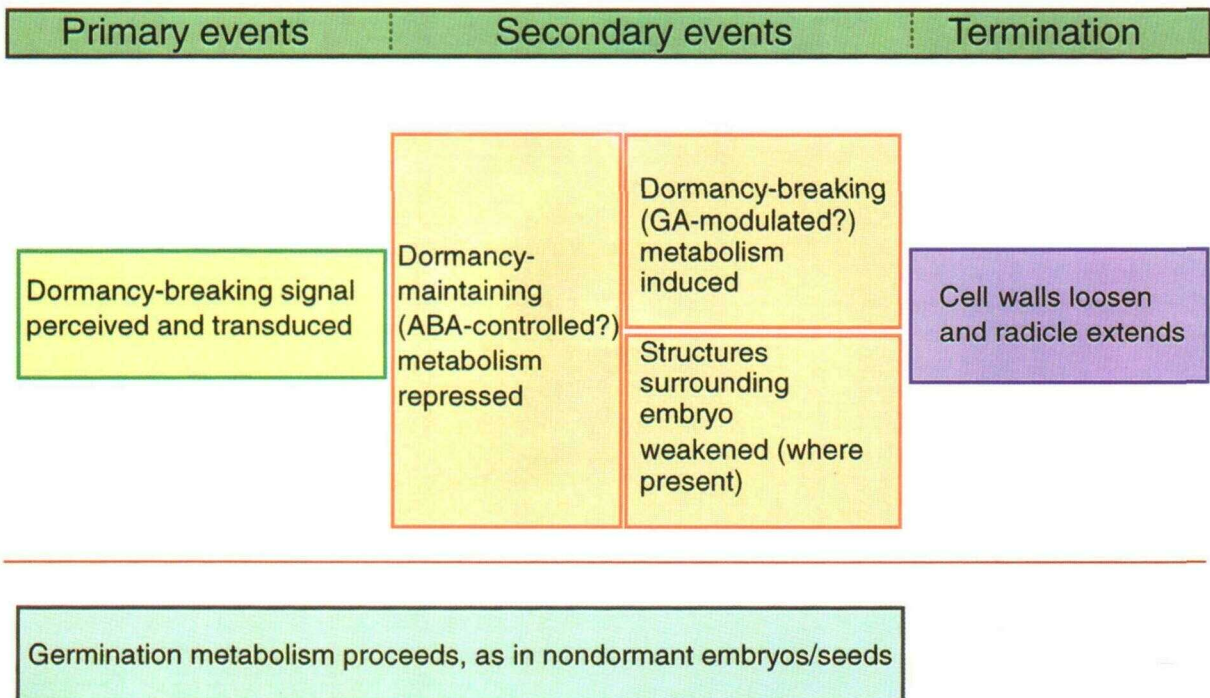 Primary events
Secondary events
Termination
Dormancy-breaking signal
perceived and transduced
Dormancy-
maintaining
(ABA-controlled?)
metabolism
repressed
Dormancy-breaking
(GA-modulated?)
metabolism
induced
Structures
surrounding
embryo
weakened (where
present)
Cell walls loosen
and radicle extends
Germination metabolism proceeds, as in nondormant embryos/seeds